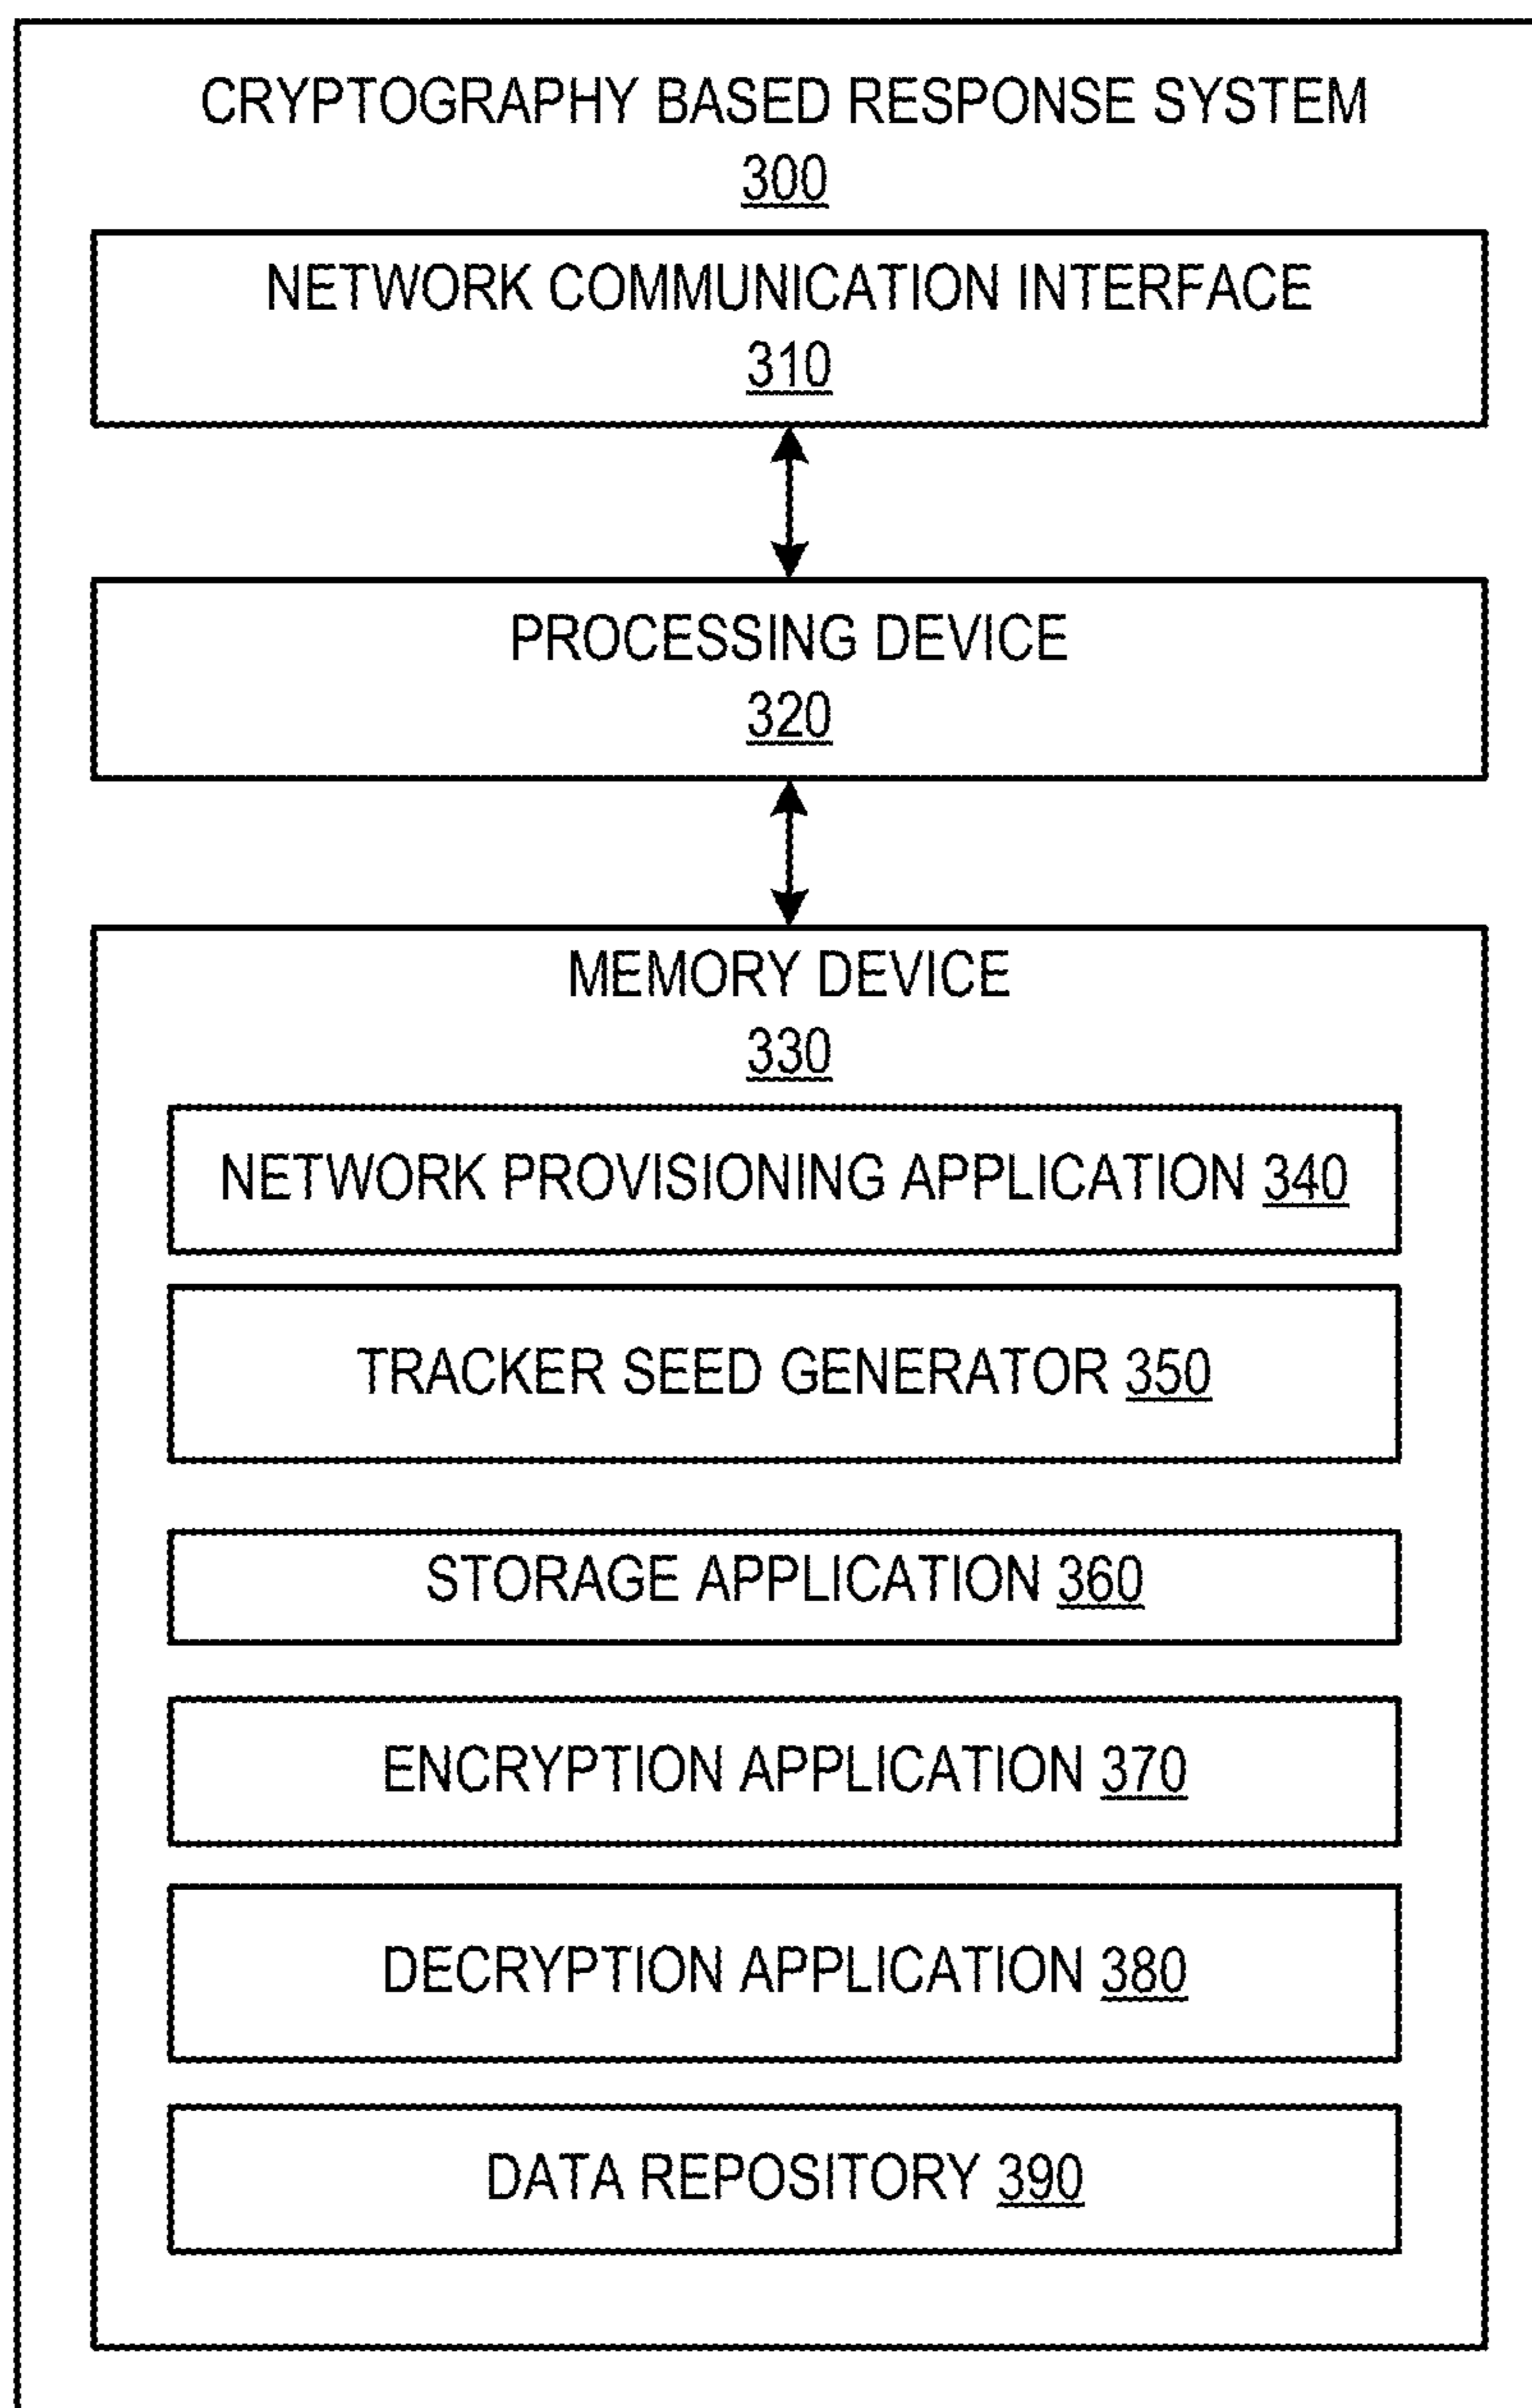 CRYPTOGRAPHY BASED RESPONSE SYSTEM
300
NETWORK COMMUNICATION INTERFACE
310
PROCESSING DEVICE
320
MEMORY DEVICE
330
NETWORK PROVISIONING APPLICATION 340
TRACKER SEED GENERATOR 350
STORAGE APPLICATION 360
ENCRYPTION APPLICATION 370
DECRYPTION APPLICATION 380
DATA REPOSITORY 390